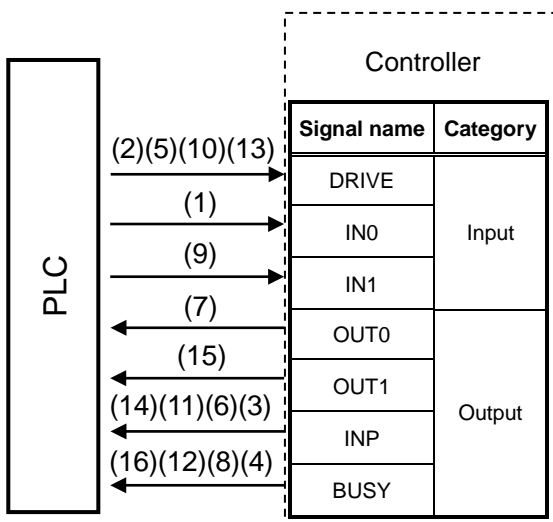 Controller
Signal name Category
PLC
(2)(5)(10)(13)
DRIVE
(1)
IN0
Input
(9)
IN1
(7)
OUT0
(15)
OUT1
Output
(14)(11)(6)(3)
INP
(16)(12)(8)(4)
BUSY